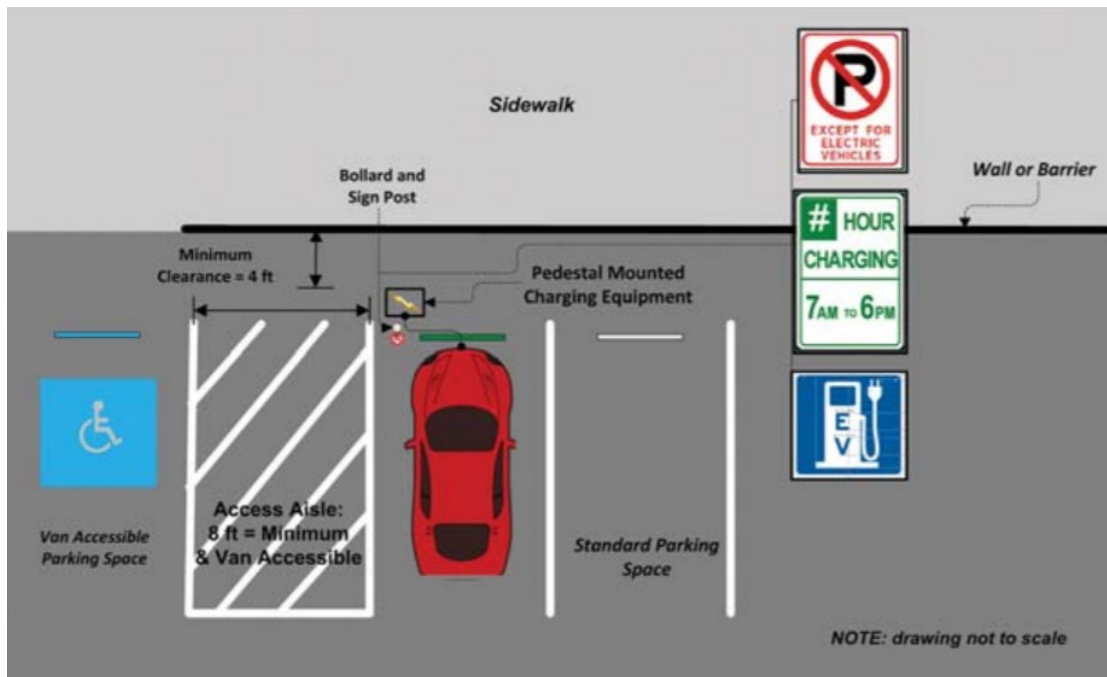 Sidewalk
P
EXCEPT FOR
ELECTRIC
VEHICLES
Bollard and
Sign Post
Wall or Barrier
# HOUR
CHARGING
7AM TO 6PM
Minimum
Clearance = 4 ft
Pedestal Mounted
Charging Equipment
E
V
Access Aisle:
8 ft = Minimum
& Van Accessible
Van Accessible
Parking Space
Standard Parking
Space
NOTE: drawing not to scale